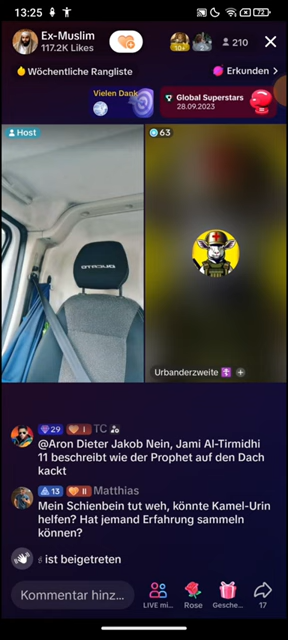 13:25
72
Ex-Muslim
117.2K Likes
10+
210
Wöchentliche Rangliste
Erkunden >
Vielen Dank
Global Superstars
28.09.2023
Host
63
DUCATO
Urbanderzweite
29 I TC
@Aron Dieter Jakob Nein, Jami Al-Tirmidhi
11 beschreibt wie der Prophet auf den Dach
kackt
13 II Matthias
Mein Schienbein tut weh, könnte Kamel-Urin
helfen? Hat jemand Erfahrung sammeln
können?
ist beigetreten
Kommentar hinz...
LIVE mi...
Rose
Gesche...
17